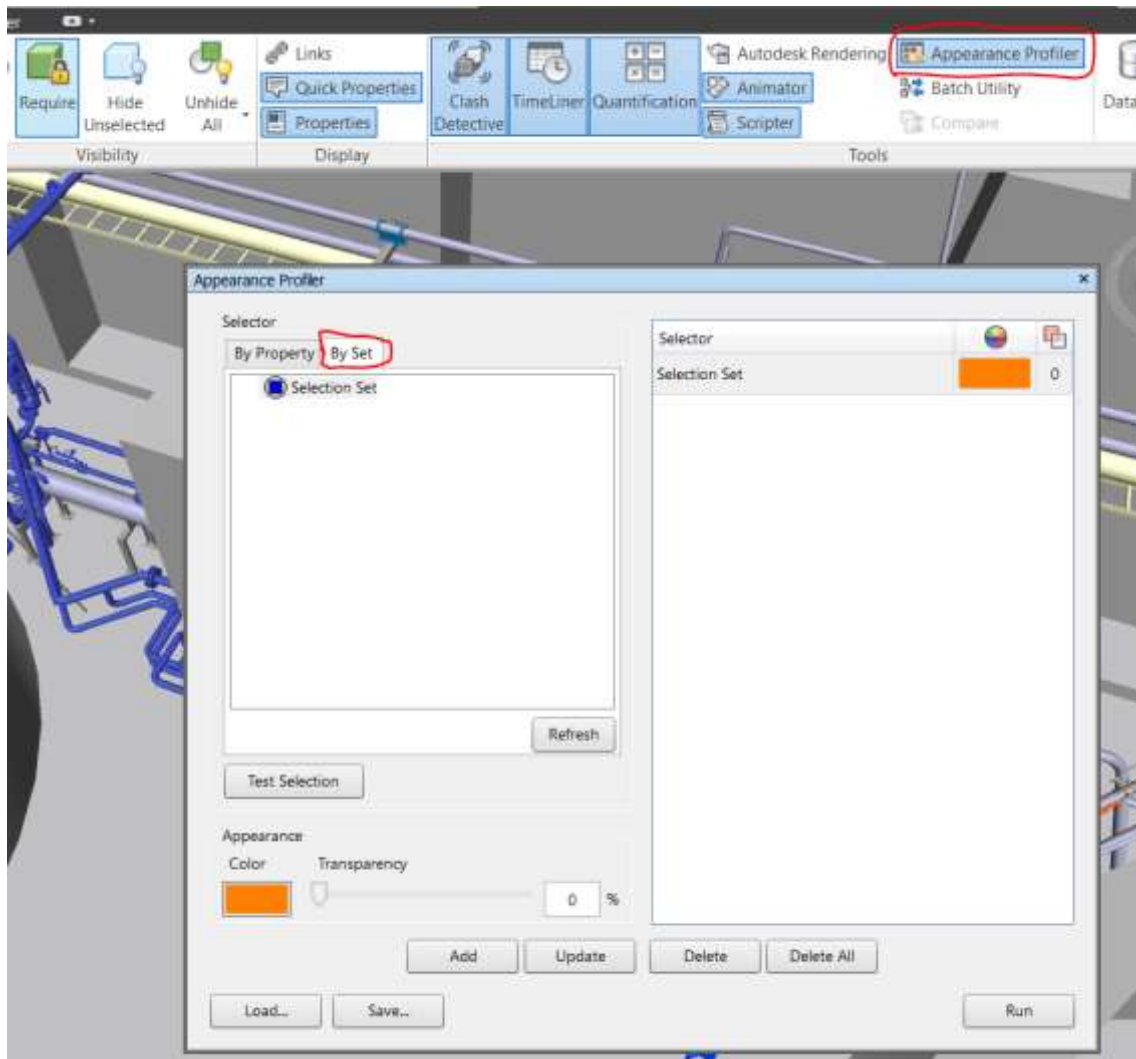 Require
Hide
Unselected
Unhide
All
Links
Quick Properties
Properties
Clash
Detective
TimeLiner
Quantification
Autodesk Rendering
Animator
Scripter
Appearance Profiler
Batch Utility
Compare
Visibility
Display
Tools
Appearance Profiler
Selector
By Property
By Set
Selection Set
Refresh
Test Selection
Appearance
Color
Transparency
0 %
Selector
Selection Set
0
Add
Update
Delete
Delete All
Load...
Save...
Run